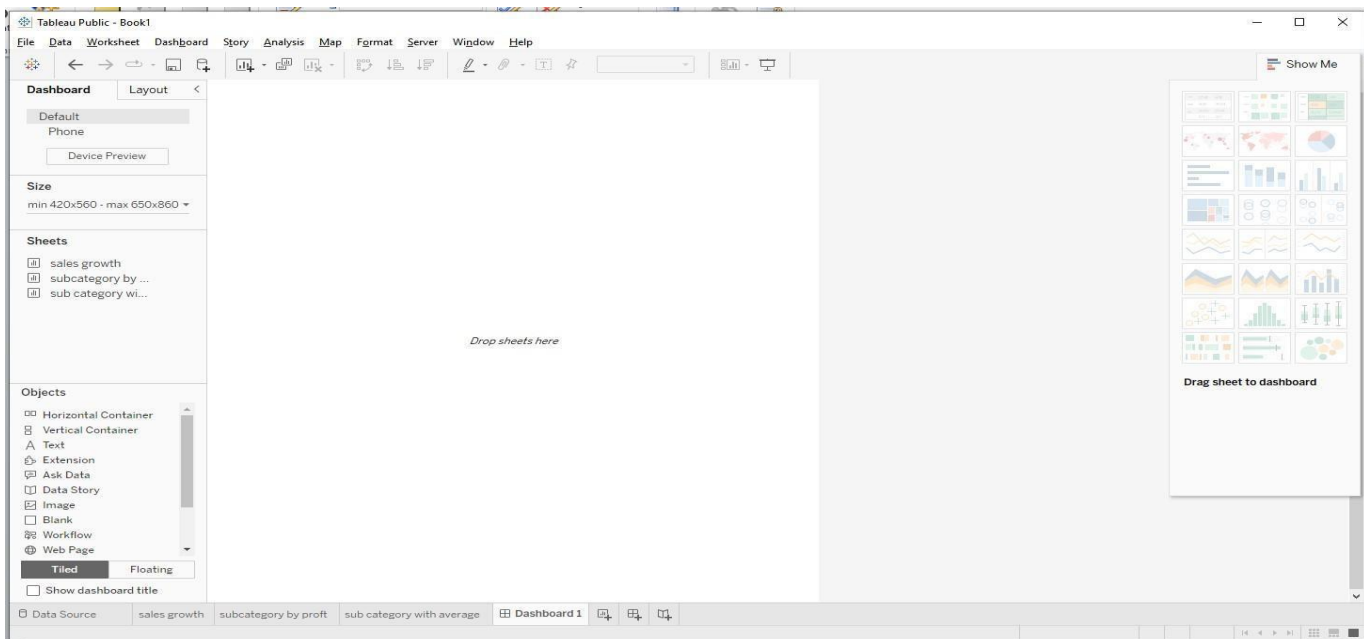 Tableau Public - Book1
File Data Worksheet Dashboard Story Analysis Map Format Server Window Help
Show Me
Dashboard Layout
Default
Phone
Device Preview
Size
min 420x560 - max 650x860
Sheets
sales growth
subcategory by ...
sub category wi...
Drop sheets here
Objects
Horizontal Container
Vertical Container
A Text
Extension
Ask Data
Data Story
Image
Blank
Workflow
Web Page
Tiled Floating
Show dashboard title
Drag sheet to dashboard
Data Source sales growth subcategory by proft sub category with average Dashboard 1